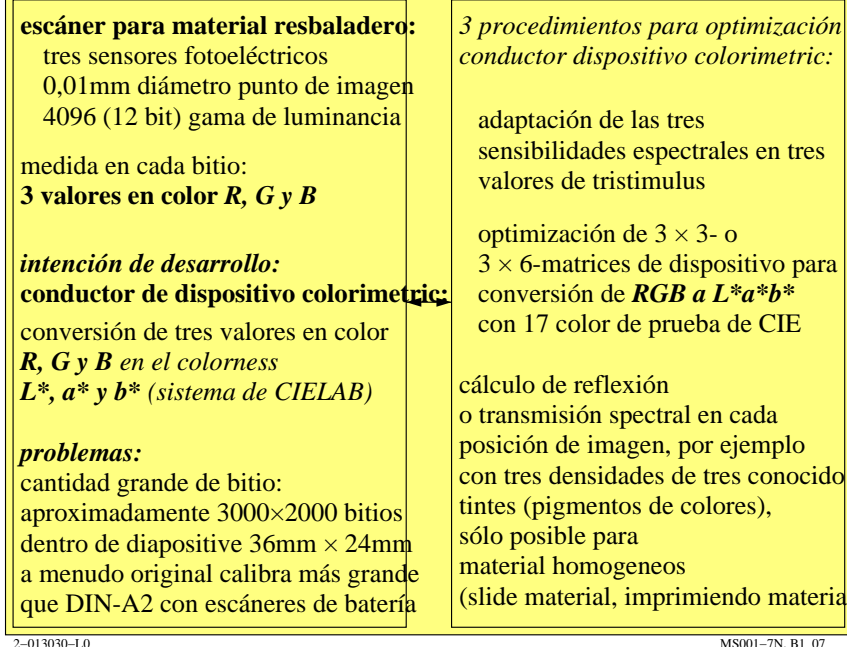 escáner para material resbaladero:
tres sensores fotoeléctricos
0,01mm diámetro punto de imagen
4096 (12 bit) gama de luminancia
medida en cada bitio:
3 valores en color R, G y B
intención de desarrollo:
conductor de dispositivo colorimetric:
conversión de tres valores en color
R, G y B en el colorness
L*, a* y b* (sistema de CIELAB)
problemas:
cantidad grande de bitio:
aproximadamente 3000×2000 bitios
dentro de diapositive 36mm × 24mm
a menudo original calibra más grande
que DIN-A2 con escáneres de batería
3 procedimientos para optimización
conductor dispositivo colorimetric:
adaptación de las tres
sensibilidades espectrales en tres
valores de tristimulus
optimización de 3 × 3- o
3 × 6-matrices de dispositivo para
conversión de RGB a L*a*b*
con 17 color de prueba de CIE
cálculo de reflexión
o transmisión spectral en cada
posición de imagen, por ejemplo
con tres densidades de tres conocido
tintes (pigmentos de colores),
sólo posible para
material homogeneos
(slide material, imprimiendo materia
2-013030-L0
MS001-7N, B1_07